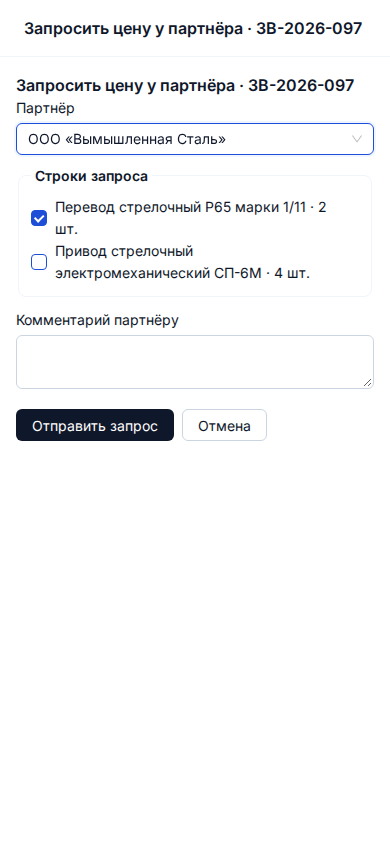 Запросить цену у партнёра · ЗВ-2026-097
Запросить цену у партнёра · ЗВ-2026-097
Партнёр
ООО «Вымышленная Сталь»
Строки запроса
Перевод стрелочный Р65 марки 1/11 · 2
шт.
Привод стрелочный
электромеханический СП-6М · 4 шт.
Комментарий партнёру
Отправить запрос
Отмена